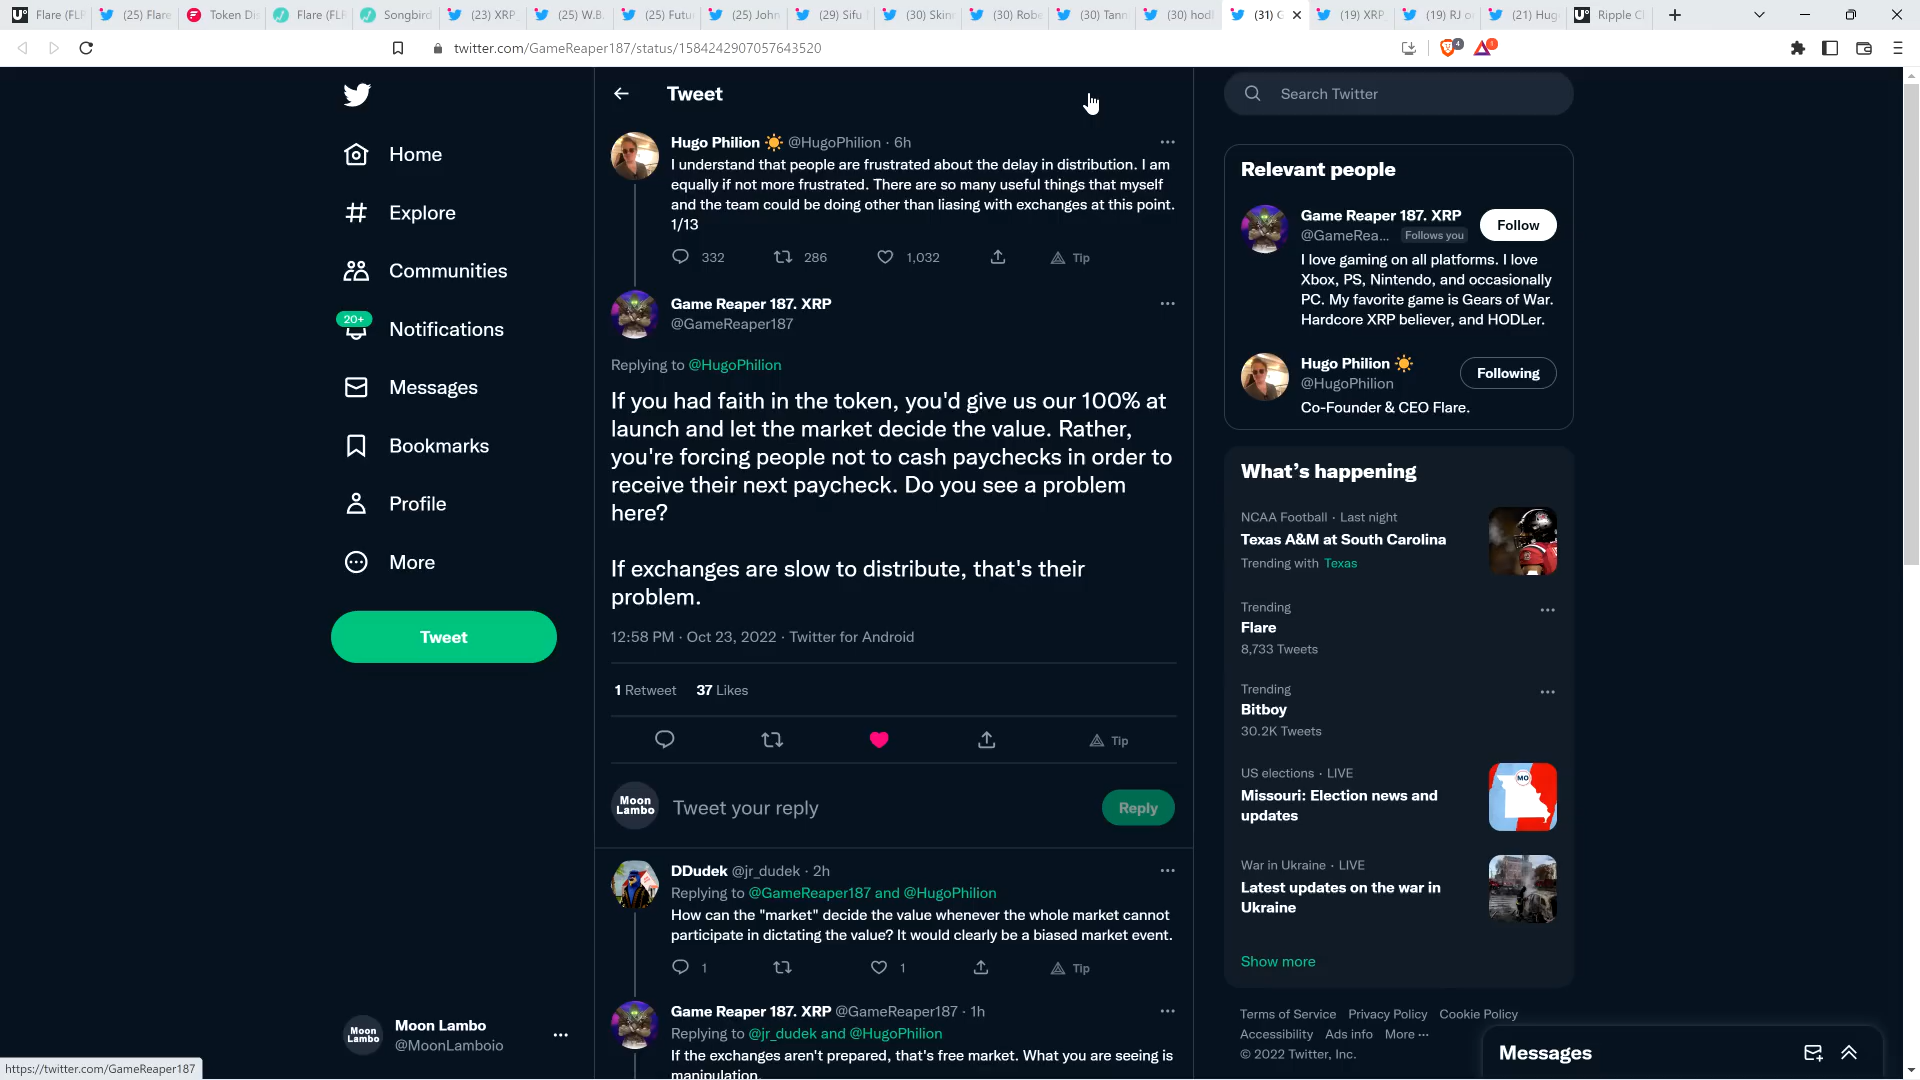 Flare (FLR
(25) Flare
Token Dis
Flare (FLR
Songbird
(23) XRP
(25) W.B.
(25) Futu
(25) John
(29) Sifu
(30) Skin
(30) Robe
(30) Tann
(30) hodl
(31) G
(19) XRP
(19) RJ o
(21) Hug
Ripple Cl
twitter.com/GameReaper187/status/1584242907057643520
4
1
Home
Explore
Communities
20+
Notifications
Messages
Bookmarks
Profile
More
Tweet
Moon
Lambo
Moon Lambo
@MoonLamboio
https://twitter.com/GameReaper187
Tweet
Hugo Philion @HugoPhilion · 6h
I understand that people are frustrated about the delay in distribution. I am
equally if not more frustrated. There are so many useful things that myself
and the team could be doing other than liasing with exchanges at this point.
1/13
332 286 1,032 Tip
Game Reaper 187. XRP
@GameReaper187
Replying to @HugoPhilion
If you had faith in the token, you'd give us our 100% at
launch and let the market decide the value. Rather,
you're forcing people not to cash paychecks in order to
receive their next paycheck. Do you see a problem
here?
If exchanges are slow to distribute, that's their
problem.
12:58 PM · Oct 23, 2022 · Twitter for Android
1 Retweet 37 Likes
Tip
Moon
Lambo
Tweet your reply
Reply
DDudek @jr_dudek · 2h
Replying to @GameReaper187 and @HugoPhilion
How can the "market" decide the value whenever the whole market cannot
participate in dictating the value? It would clearly be a biased market event.
1 1 Tip
Game Reaper 187. XRP @GameReaper187 · 1h
Replying to @jr_dudek and @HugoPhilion
If the exchanges aren't prepared, that's free market. What you are seeing is
manipulation.
Search Twitter
Relevant people
Game Reaper 187. XRP
@GameRea... Follows you
Follow
I love gaming on all platforms. I love
Xbox, PS, Nintendo, and occasionally
PC. My favorite game is Gears of War.
Hardcore XRP believer, and HODLer.
Hugo Philion
@HugoPhilion
Following
Co-Founder & CEO Flare.
What's happening
NCAA Football · Last night
Texas A&M at South Carolina
Trending with Texas
Trending
Flare
8,733 Tweets
Trending
Bitboy
30.2K Tweets
US elections · LIVE
Missouri: Election news and
updates
MO
War in Ukraine · LIVE
Latest updates on the war in
Ukraine
Show more
Terms of Service Privacy Policy Cookie Policy
Accessibility Ads info More ···
© 2022 Twitter, Inc.
Messages